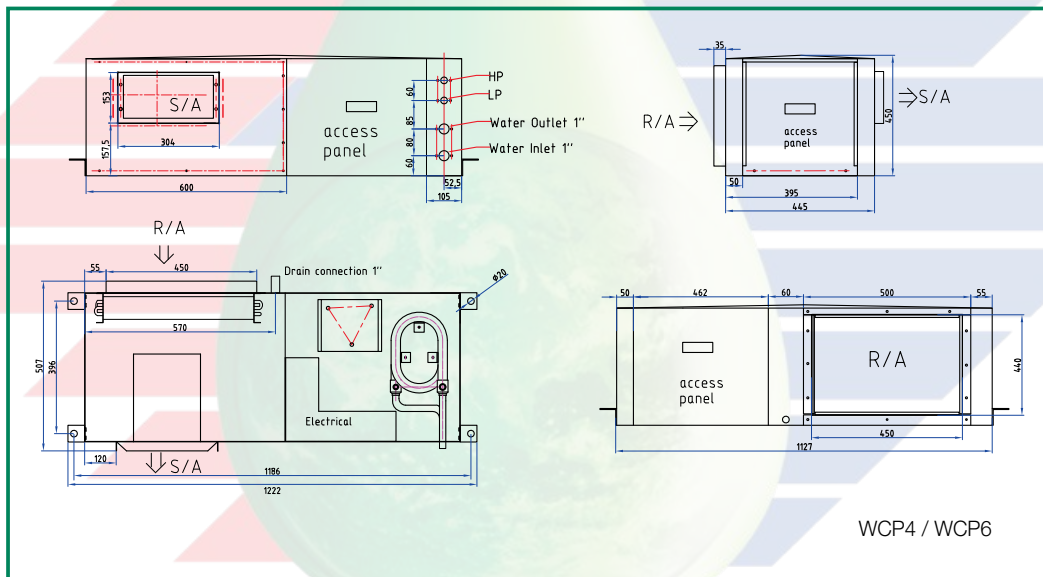 HP
LP
Water Outlet 1''
Water Inlet 1''
S/A
access
panel
153
157,5
304
600
60
85
80
60
52,5
105
35
R/A
S/A
access
panel
450
50
395
445
R/A
55
450
Drain connection 1''
ø20
570
507
396
Electrical
120
S/A
1186
1222
50
462
60
500
55
access
panel
R/A
440
450
1127
WCP4 / WCP6